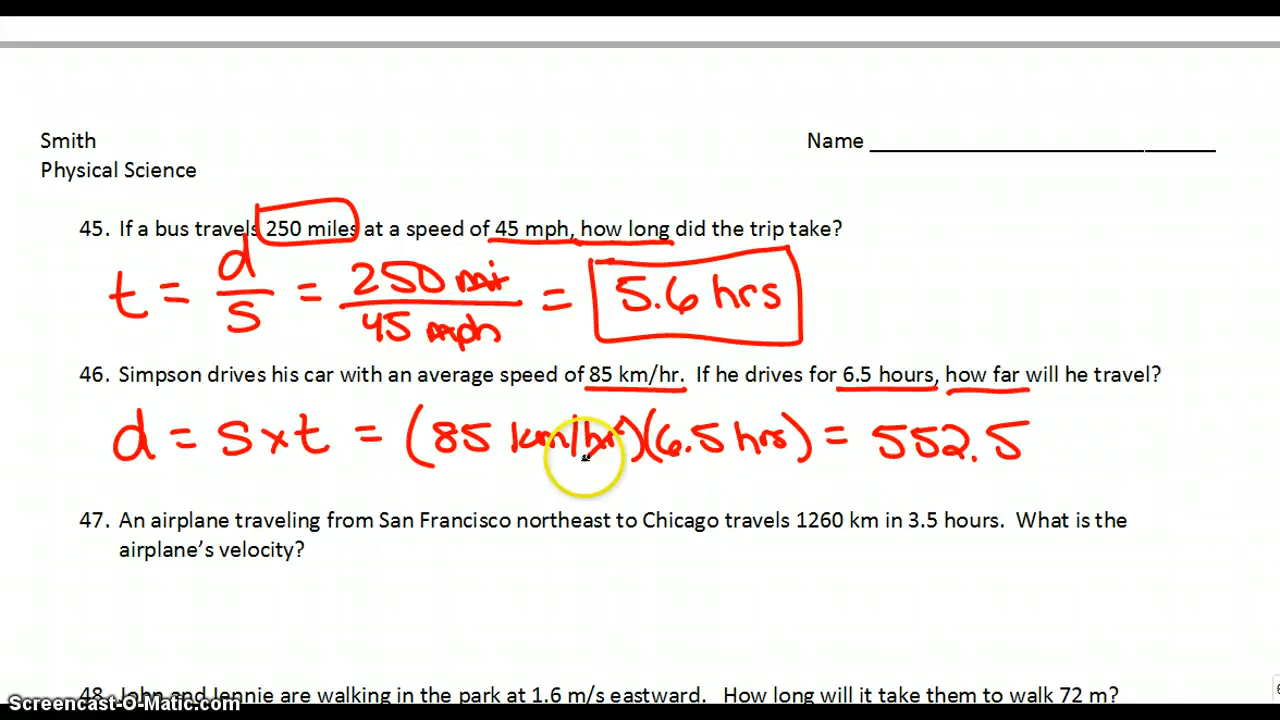 Smith
Name ____________________
Physical Science
45. If a bus travels 250 miles at a speed of 45 mph, how long did the trip take?
t = d/s = 250 mi/45 mph = 5.6 hrs
46. Simpson drives his car with an average speed of 85 km/hr. If he drives for 6.5 hours, how far will he travel?
d = s x t = (85 km/hr)(6.5 hrs) = 552.5
47. An airplane traveling from San Francisco northeast to Chicago travels 1260 km in 3.5 hours. What is the
airplane's velocity?
48. John and Jennie are walking in the park at 1.6 m/s eastward. How long will it take them to walk 72 m?
Screencast-O-Matic.com